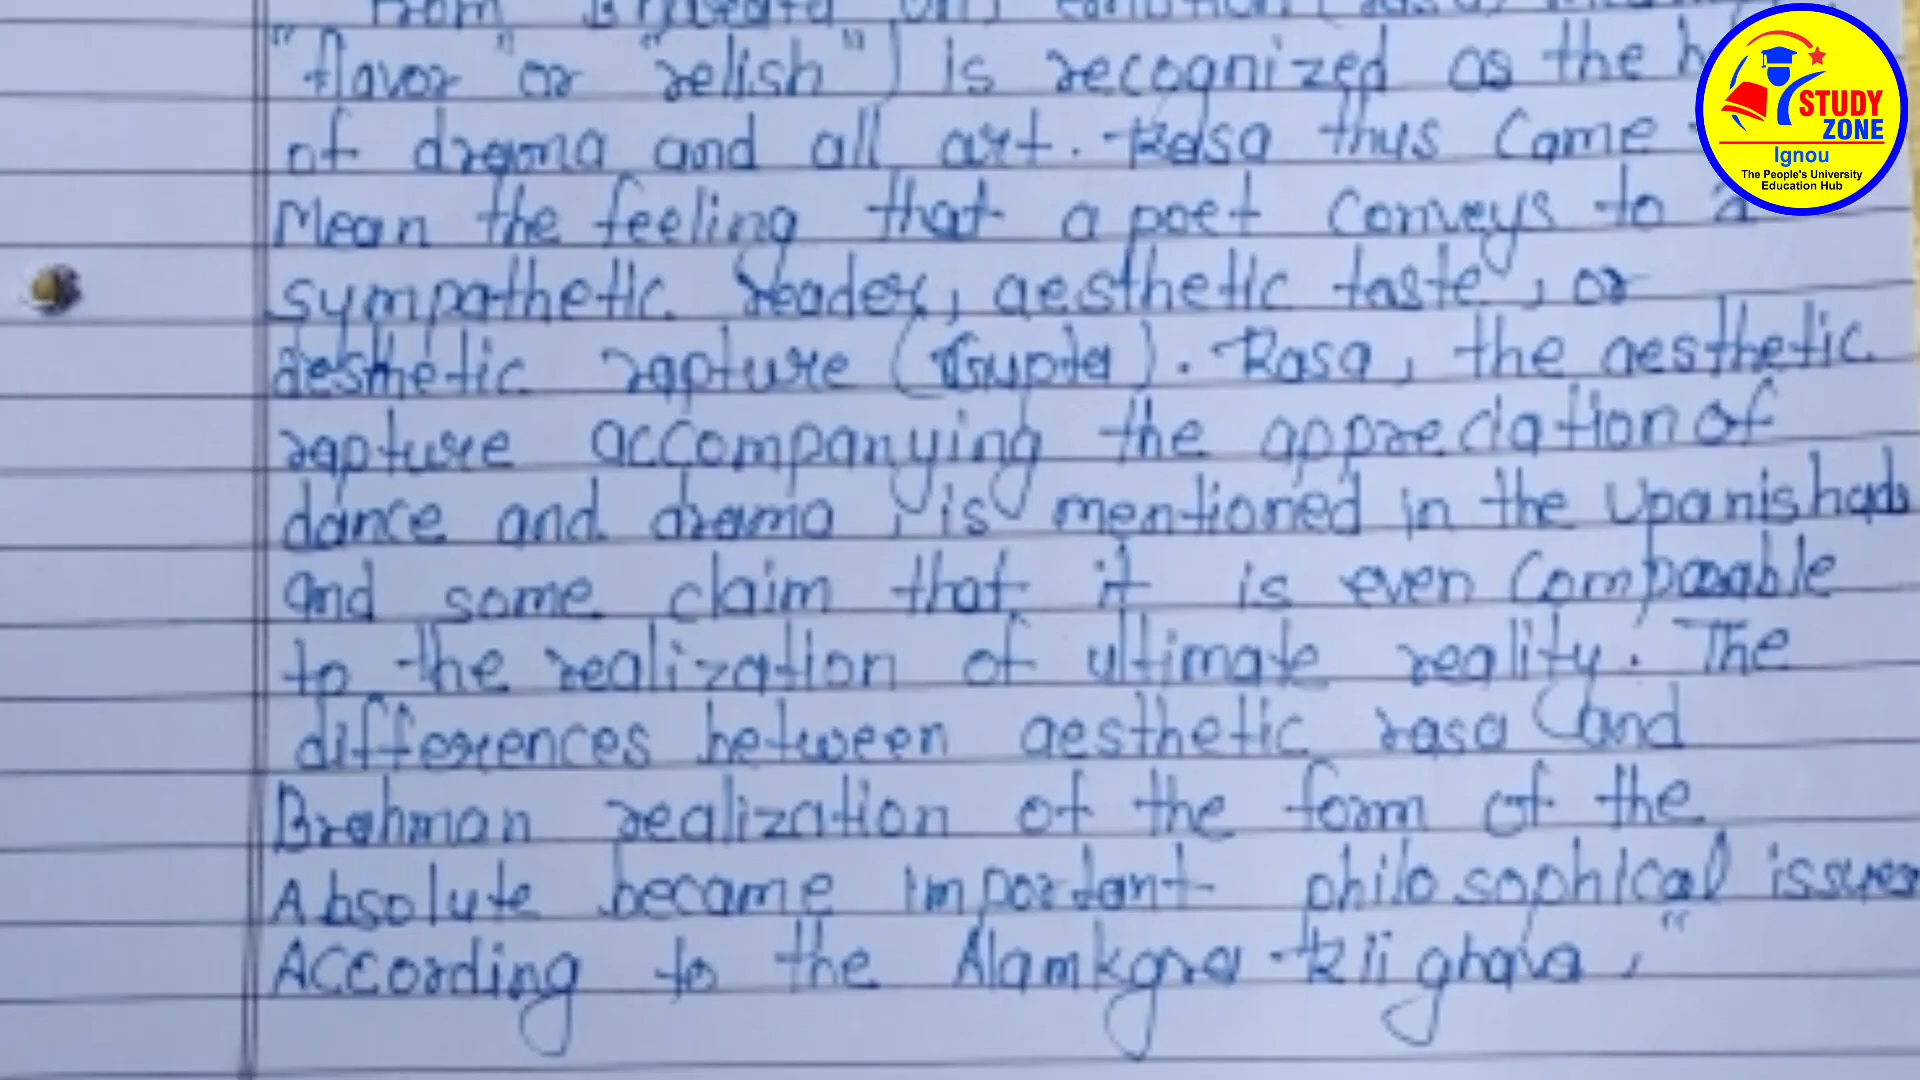 "flavor" or "relish") is recognized as the
of drama and all art. Rasa thus Came
Mean the feeling that a poet Conveys to a
sympathetic reader, aesthetic taste, or
aesthetic rapture (Gupta). Rasa, the aesthetic
rapture accompanying the appreciation of
dance and drama, is mentioned in the Upanishads
and some claim that it is even Comparable
to the realization of ultimate reality. The
differences between aesthetic rasa and
Brahman realization of the form of the
Absolute became important philosophical issues
According to the Alamkara "
STUDY
ZONE
Ignou
The People's University
Education Hub